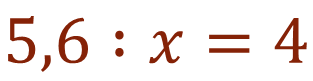 5,6 : x = 4